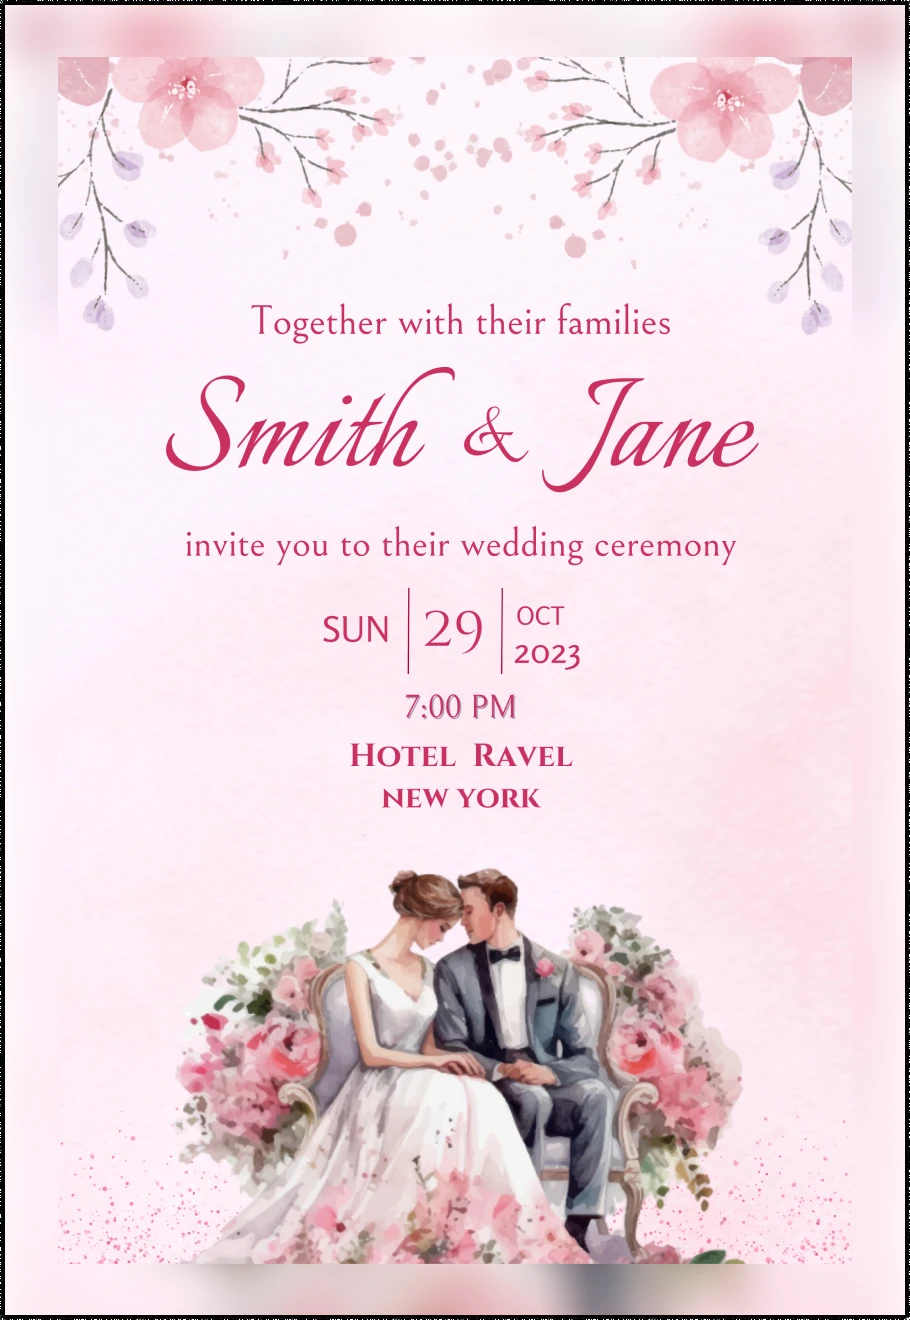 Together with their families
Smith & Jane
invite you to their wedding ceremony
SUN 29 OCT 2023
7:00 PM
Hotel Ravel
NEW YORK